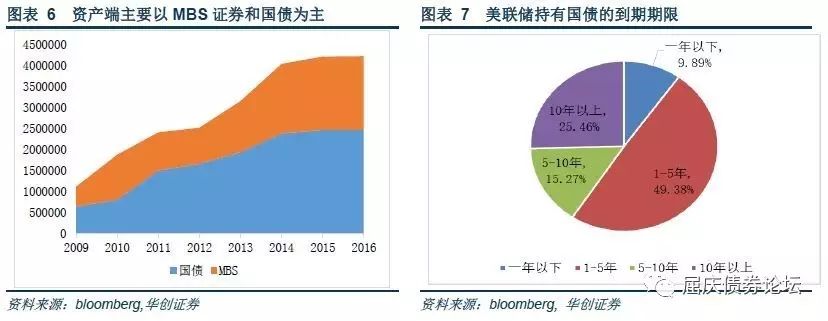 图表 6 资产端主要以 MBS 证券和国债为主
4500000
4000000
3500000
3000000
2500000
2000000
1500000
1000000
500000
0
2009 2010 2011 2012 2013 2014 2015 2016
国债 MBS
资料来源：bloomberg,华创证券
图表 7 美联储持有国债的到期期限
一年以下,
9.89%
1-5年,
49.38%
5-10年,
15.27%
10年以上,
25.46%
一年以下 1-5年 5-10年 10年以上
资料来源：bloomberg, 华创证券
屈庆债券论坛